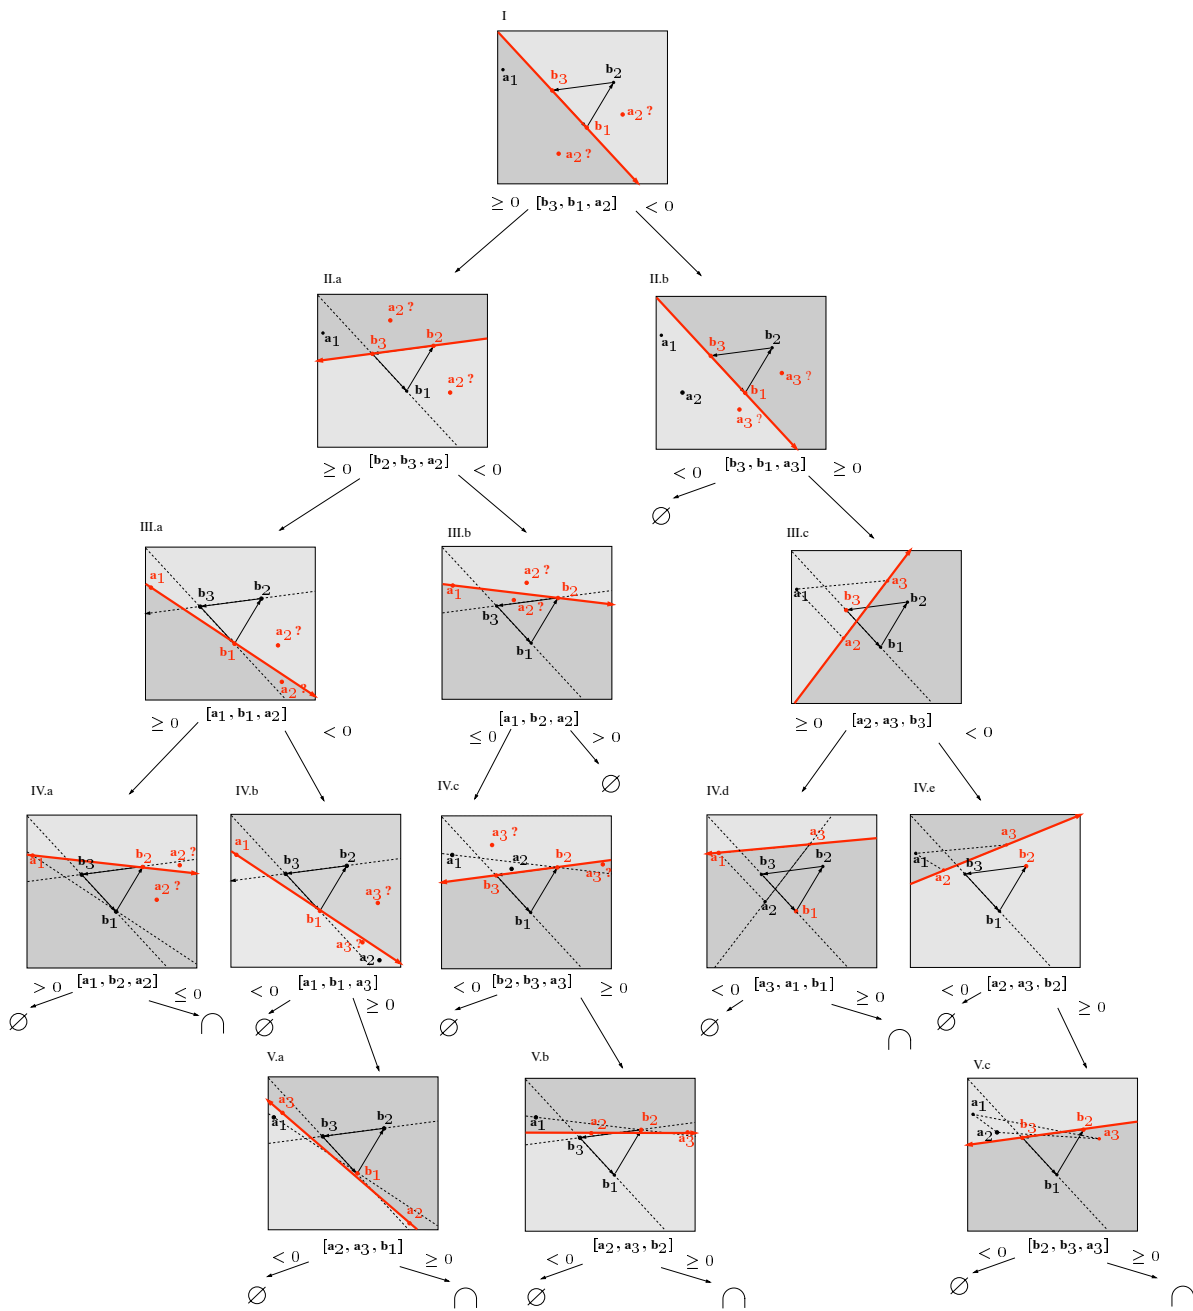 I
a1
b3
b2
a2 ?
b1
a2 ?
≥ 0 [b3, b1, a2] < 0
II.a
a2 ?
a1
b3
b2
a2 ?
b1
≥ 0 [b2, b3, a2] < 0
II.b
a1
b3
b2
a3 ?
a2
b1
a3 ?
< 0 [b3, b1, a3] ≥ 0
∅
III.a
a1
b3
b2
a2 ?
b1
a2 ?
≥ 0 [a1, b1, a2] < 0
III.b
a2 ?
a1
b2
a2 ?
b3
b1
≤ 0 [a1, b2, a2] > 0
∅
III.c
a3
a1
b3
b2
a2
b1
≥ 0 [a2, a3, b3] < 0
IV.a
a1
b3
b2
a2 ?
a2 ?
b1
> 0 [a1, b2, a2] ≤ 0
∅ ∩
IV.b
a1
b3
b2
a3 ?
b1
a3 ?
a2
< 0 [a1, b1, a3] ≥ 0
∅
IV.c
a3 ?
a1
a2
b2
a3 ?
b3
b1
< 0 [b2, b3, a3] ≥ 0
∅
IV.d
a3
a1
b3
b2
a2
b1
< 0 [a3, a1, b1] ≥ 0
∅ ∩
IV.e
a3
a1
b3
b2
a2
b1
< 0 [a2, a3, b2] ≥ 0
∅
V.a
a3
a1
b3
b2
b1
a2
< 0 [a2, a3, b1] ≥ 0
∅ ∩
V.b
a1
a2
b2
a3
b3
b1
< 0 [a2, a3, b2] ≥ 0
∅ ∩
V.c
a1
a2
b3
b2
a3
b1
< 0 [b2, b3, a3] ≥ 0
∅ ∩